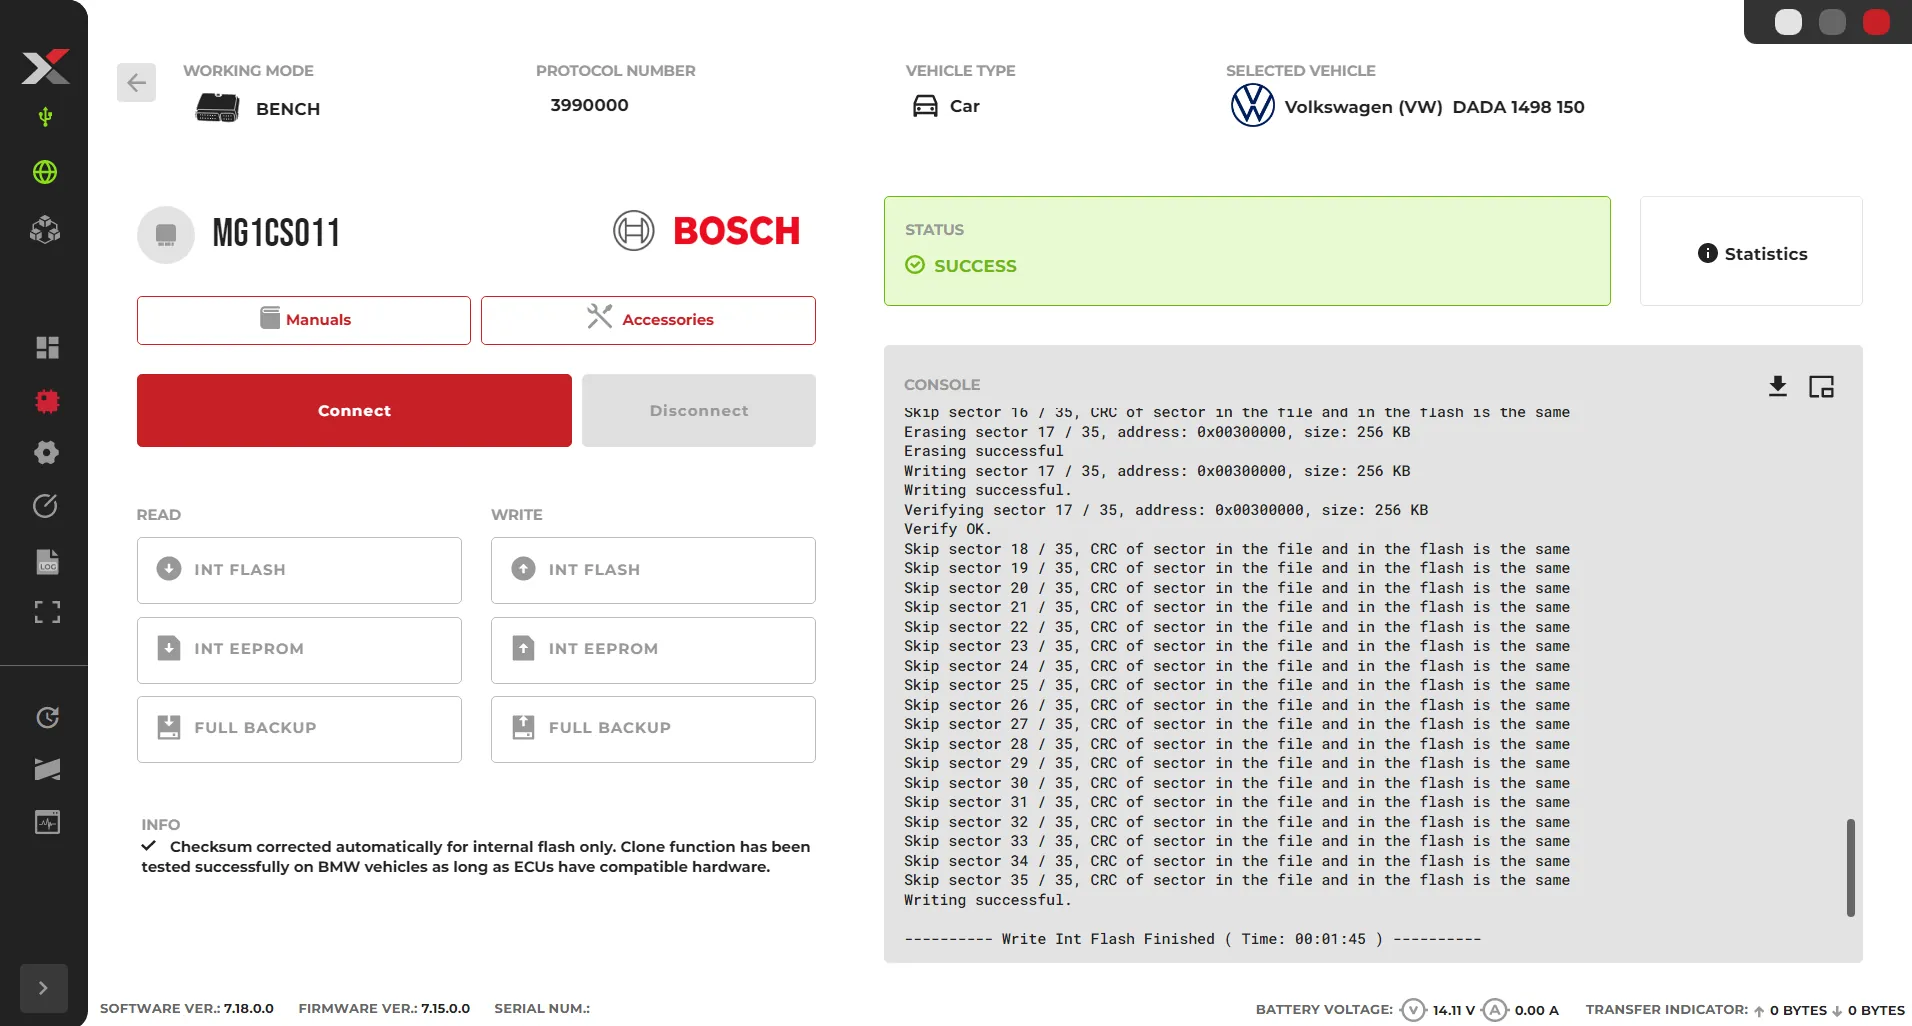 WORKING MODE
BENCH
PROTOCOL NUMBER
3990000
VEHICLE TYPE
Car
SELECTED VEHICLE
Volkswagen (VW) DADA 1498 150
MG1CS011
BOSCH
Manuals
Accessories
Connect
Disconnect
READ
WRITE
INT FLASH
INT FLASH
INT EEPROM
INT EEPROM
FULL BACKUP
FULL BACKUP
INFO
Checksum corrected automatically for internal flash only. Clone function has been
tested successfully on BMW vehicles as long as ECUs have compatible hardware.
STATUS
SUCCESS
Statistics
CONSOLE
Skip sector 16 / 35, CRC of sector in the file and in the flash is the same
Erasing sector 17 / 35, address: 0x00300000, size: 256 KB
Erasing successful
Writing sector 17 / 35, address: 0x00300000, size: 256 KB
Writing successful.
Verifying sector 17 / 35, address: 0x00300000, size: 256 KB
Verify OK.
Skip sector 18 / 35, CRC of sector in the file and in the flash is the same
Skip sector 19 / 35, CRC of sector in the file and in the flash is the same
Skip sector 20 / 35, CRC of sector in the file and in the flash is the same
Skip sector 21 / 35, CRC of sector in the file and in the flash is the same
Skip sector 22 / 35, CRC of sector in the file and in the flash is the same
Skip sector 23 / 35, CRC of sector in the file and in the flash is the same
Skip sector 24 / 35, CRC of sector in the file and in the flash is the same
Skip sector 25 / 35, CRC of sector in the file and in the flash is the same
Skip sector 26 / 35, CRC of sector in the file and in the flash is the same
Skip sector 27 / 35, CRC of sector in the file and in the flash is the same
Skip sector 28 / 35, CRC of sector in the file and in the flash is the same
Skip sector 29 / 35, CRC of sector in the file and in the flash is the same
Skip sector 30 / 35, CRC of sector in the file and in the flash is the same
Skip sector 31 / 35, CRC of sector in the file and in the flash is the same
Skip sector 32 / 35, CRC of sector in the file and in the flash is the same
Skip sector 33 / 35, CRC of sector in the file and in the flash is the same
Skip sector 34 / 35, CRC of sector in the file and in the flash is the same
Skip sector 35 / 35, CRC of sector in the file and in the flash is the same
Writing successful.
---------- Write Int Flash Finished ( Time: 00:01:45 ) ----------
LOG
SOFTWARE VER.: 7.18.0.0 FIRMWARE VER.: 7.15.0.0 SERIAL NUM.:
BATTERY VOLTAGE: V 14.11 V A 0.00 A TRANSFER INDICATOR: 0 BYTES 0 BYTES